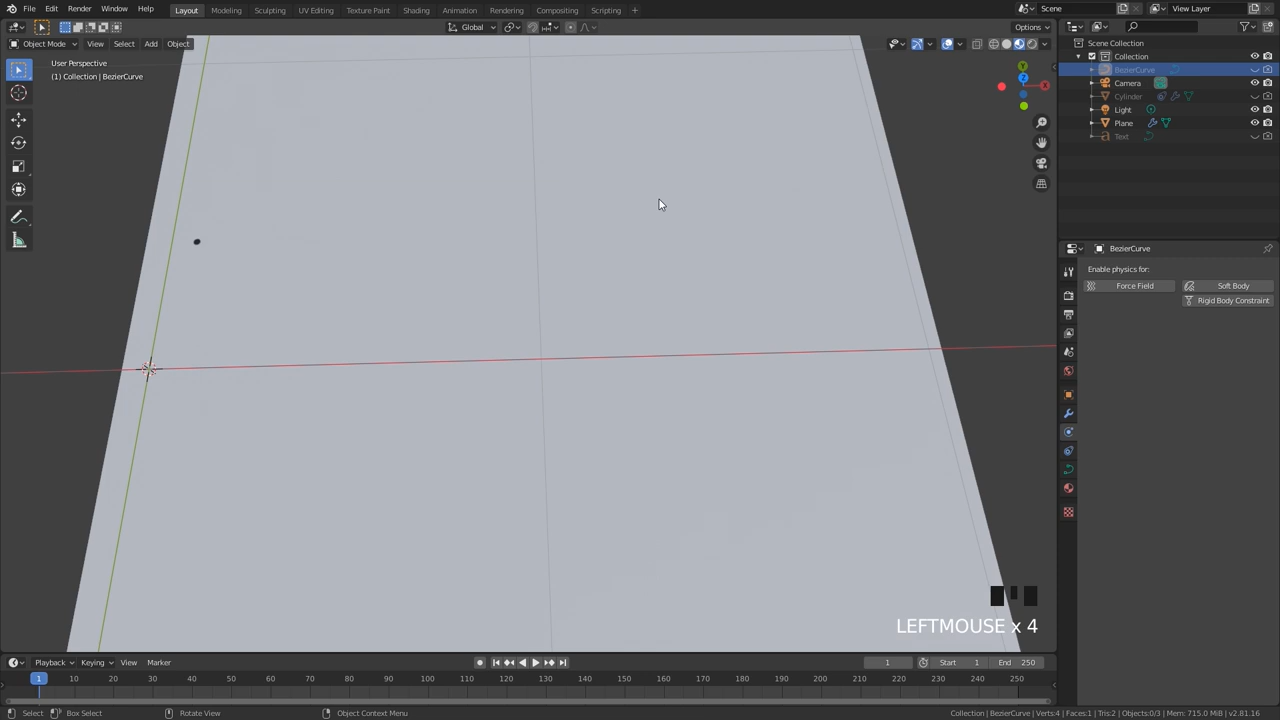 File Edit Render Window Help Layout Modeling Sculpting UV Editing Texture Paint Shading Animation Rendering Compositing Scripting + Scene View Layer
Global Options
Object Mode View Select Add Object
User Perspective
(1) Collection | BezierCurve
Y
Z
X
Scene Collection
Collection
BezierCurve
Camera
Cylinder
Light
Plane
Text
BezierCurve
Enable physics for:
Force Field Soft Body
Rigid Body Constraint
LEFTMOUSE x 4
Playback Keying View Marker 1 Start 1 End 250
1 10 20 30 40 50 60 70 80 90 100 110 120 130 140 150 160 170 180 190 200 210 220 230 240 250
Select Box Select Rotate View Object Context Menu Collection | BezierCurve | Verts:4 | Faces:1 | Tris:2 | Objects:0/3 | Mem: 715.0 MiB | v2.81.16